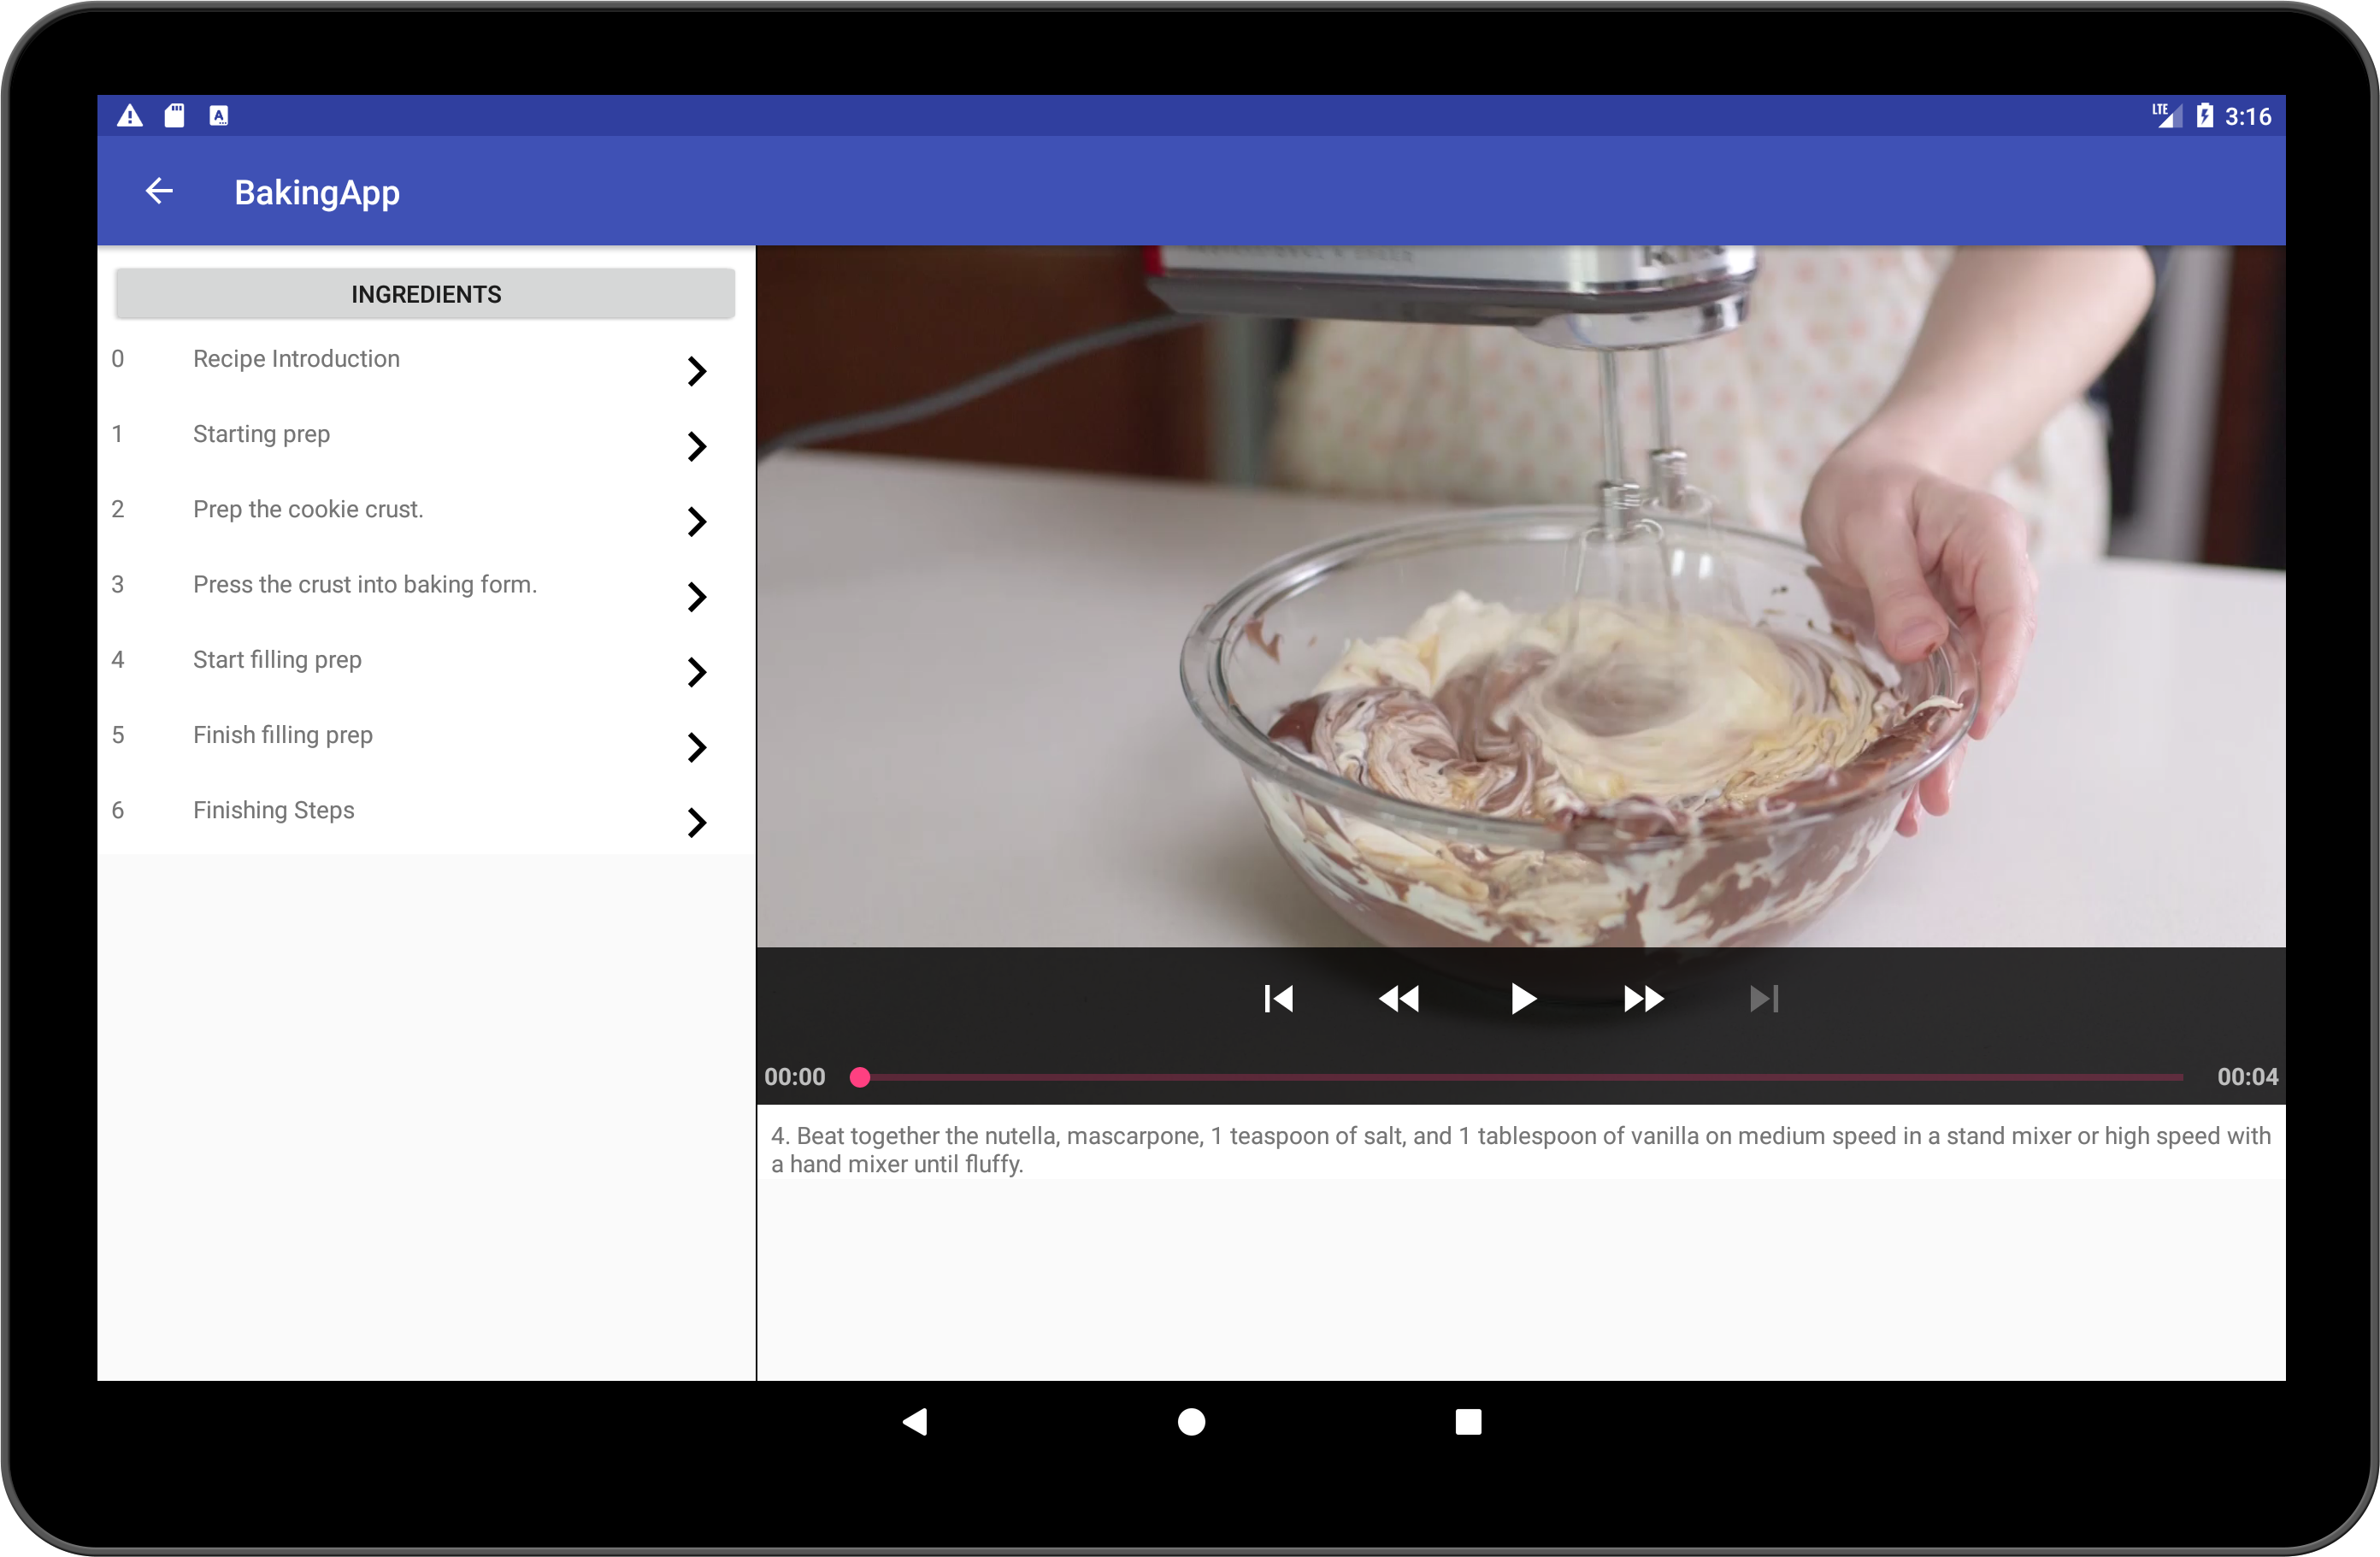 LTE 3:16
BakingApp
INGREDIENTS
0 Recipe Introduction
1 Starting prep
2 Prep the cookie crust.
3 Press the crust into baking form.
4 Start filling prep
5 Finish filling prep
6 Finishing Steps
00:00 00:04
4. Beat together the nutella, mascarpone, 1 teaspoon of salt, and 1 tablespoon of vanilla on medium speed in a stand mixer or high speed with
a hand mixer until fluffy.